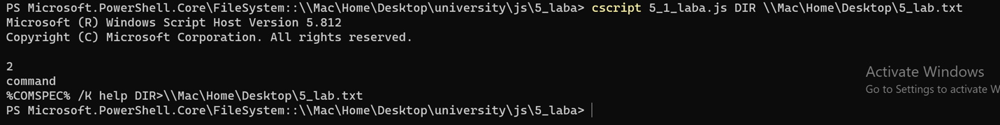 PS Microsoft.PowerShell.Core\FileSystem::\\Mac\Home\Desktop\university\js\5_laba> cscript 5_1_laba.js DIR \\Mac\Home\Desktop\5_lab.txt
Microsoft (R) Windows Script Host Version 5.812
Copyright (C) Microsoft Corporation. All rights reserved.

2
command
%COMSPEC% /K help DIR>\\Mac\Home\Desktop\5_lab.txt
PS Microsoft.PowerShell.Core\FileSystem::\\Mac\Home\Desktop\university\js\5_laba>
Activate Windows
Go to Settings to activate W